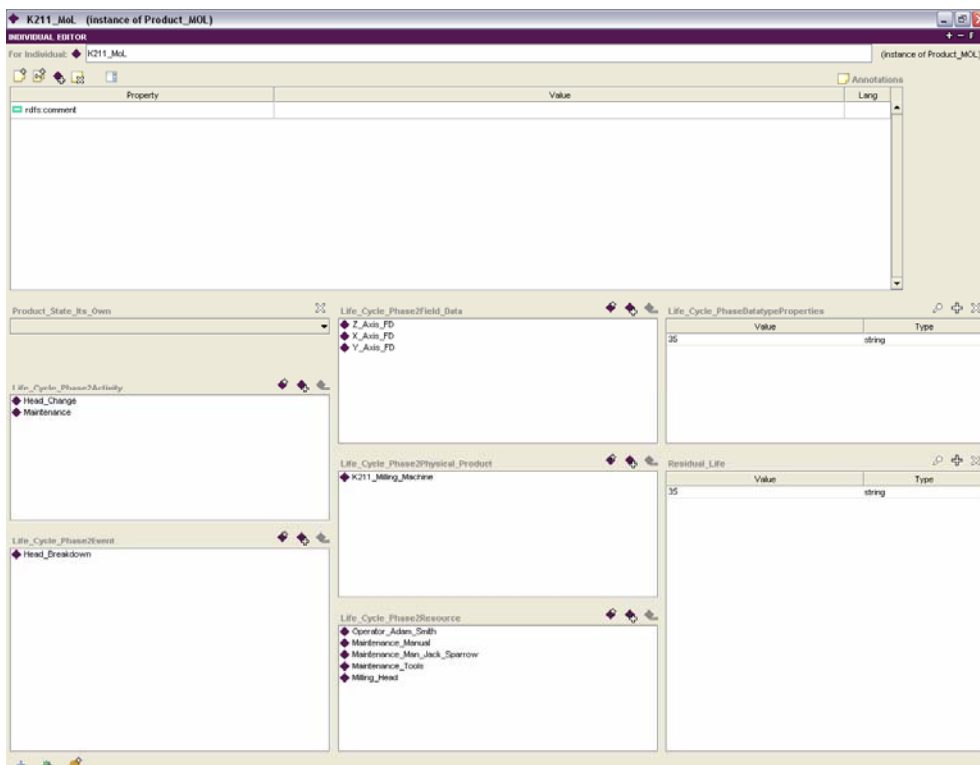 K211_MoL (instance of Product_MOL)
INDIVIDUAL EDITOR
+ - F
For Individual: K211_MoL (instance of Product_MOL)
Annotations
Property Value Lang
rdfs:comment
Product_State_Its_Own
Life_Cycle_Phase2Activity
Head_Change
Maintenance
Life_Cycle_Phase2Event
Head_Breakdown
Life_Cycle_Phase2Field_Data
Z_Axis_FD
X_Axis_FD
Y_Axis_FD
Life_Cycle_Phase2Physical_Product
K211_Milling_Machine
Life_Cycle_Phase2Resource
Operator_Adam_Smith
Maintenance_Manual
Maintenance_Man_Jack_Sparrow
Maintenance_Tools
Milling_Head
Life_Cycle_PhaseDatatypeProperties
Value Type
35 string
Residual_Life
Value Type
35 string